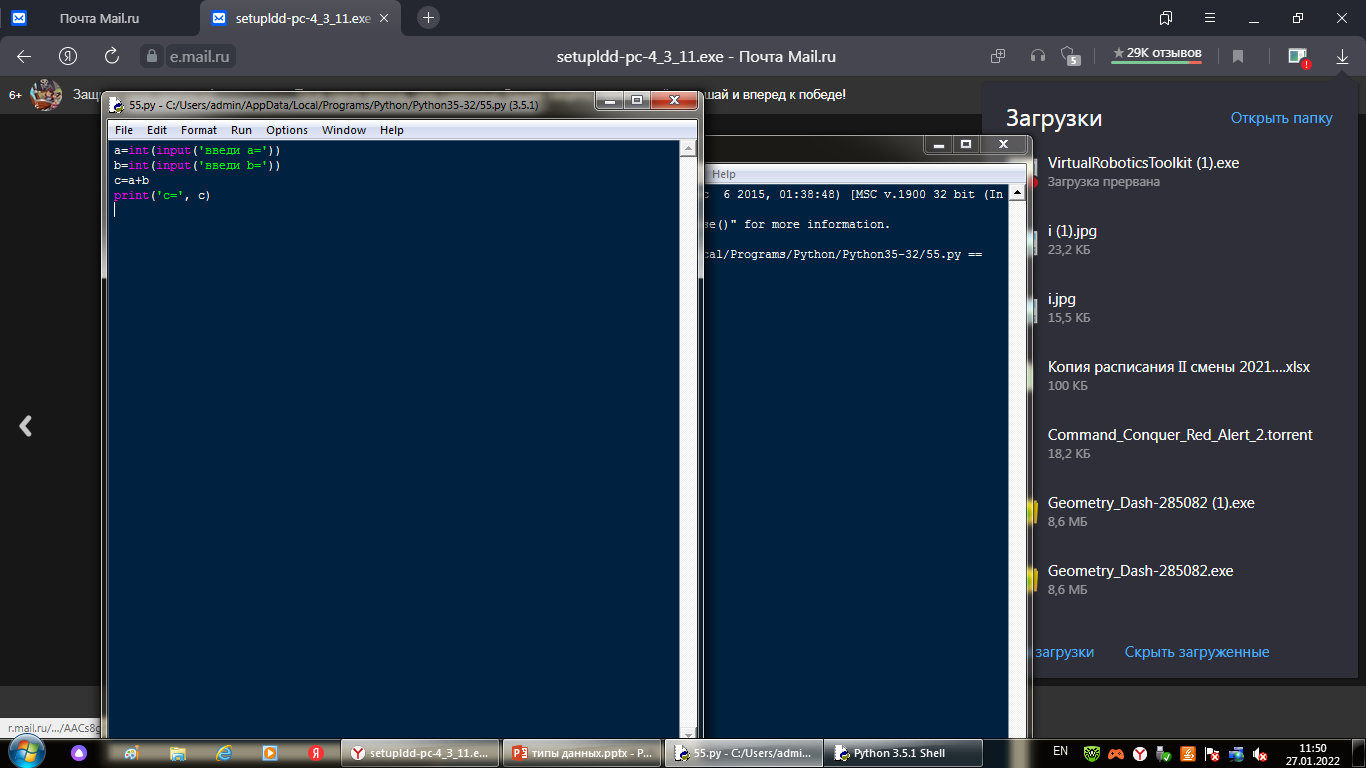 Почта Mail.ru
setupldd-pc-4_3_11.exe
e.mail.ru
setupldd-pc-4_3_11.exe - Почта Mail.ru
5
★ 29K отзывов
6+
Защ
шай и вперед к победе!
55.py - C:/Users/admin/AppData/Local/Programs/Python/Python35-32/55.py (3.5.1)
File Edit Format Run Options Window Help
a=int(input('введи a='))
b=int(input('введи b='))
c=a+b
print('c=', c)
Help
c 6 2015, 01:38:48) [MSC v.1900 32 bit (In
se()" for more information.
cal/Programs/Python/Python35-32/55.py ==
Загрузки
Открыть папку
VirtualRoboticsToolkit (1).exe
Загрузка прервана
i (1).jpg
23,2 КБ
i.jpg
15,5 КБ
Копия расписания II смены 2021....xlsx
100 КБ
Command_Conquer_Red_Alert_2.torrent
18,2 КБ
Geometry_Dash-285082 (1).exe
8,6 МБ
Geometry_Dash-285082.exe
8,6 МБ
загрузки
Скрыть загруженные
r.mail.ru/.../AACs8g
setupldd-pc-4_3_11.e...
типы данных.pptx - P...
55.py - C:/Users/admi...
Python 3.5.1 Shell
EN
11:50
27.01.2022